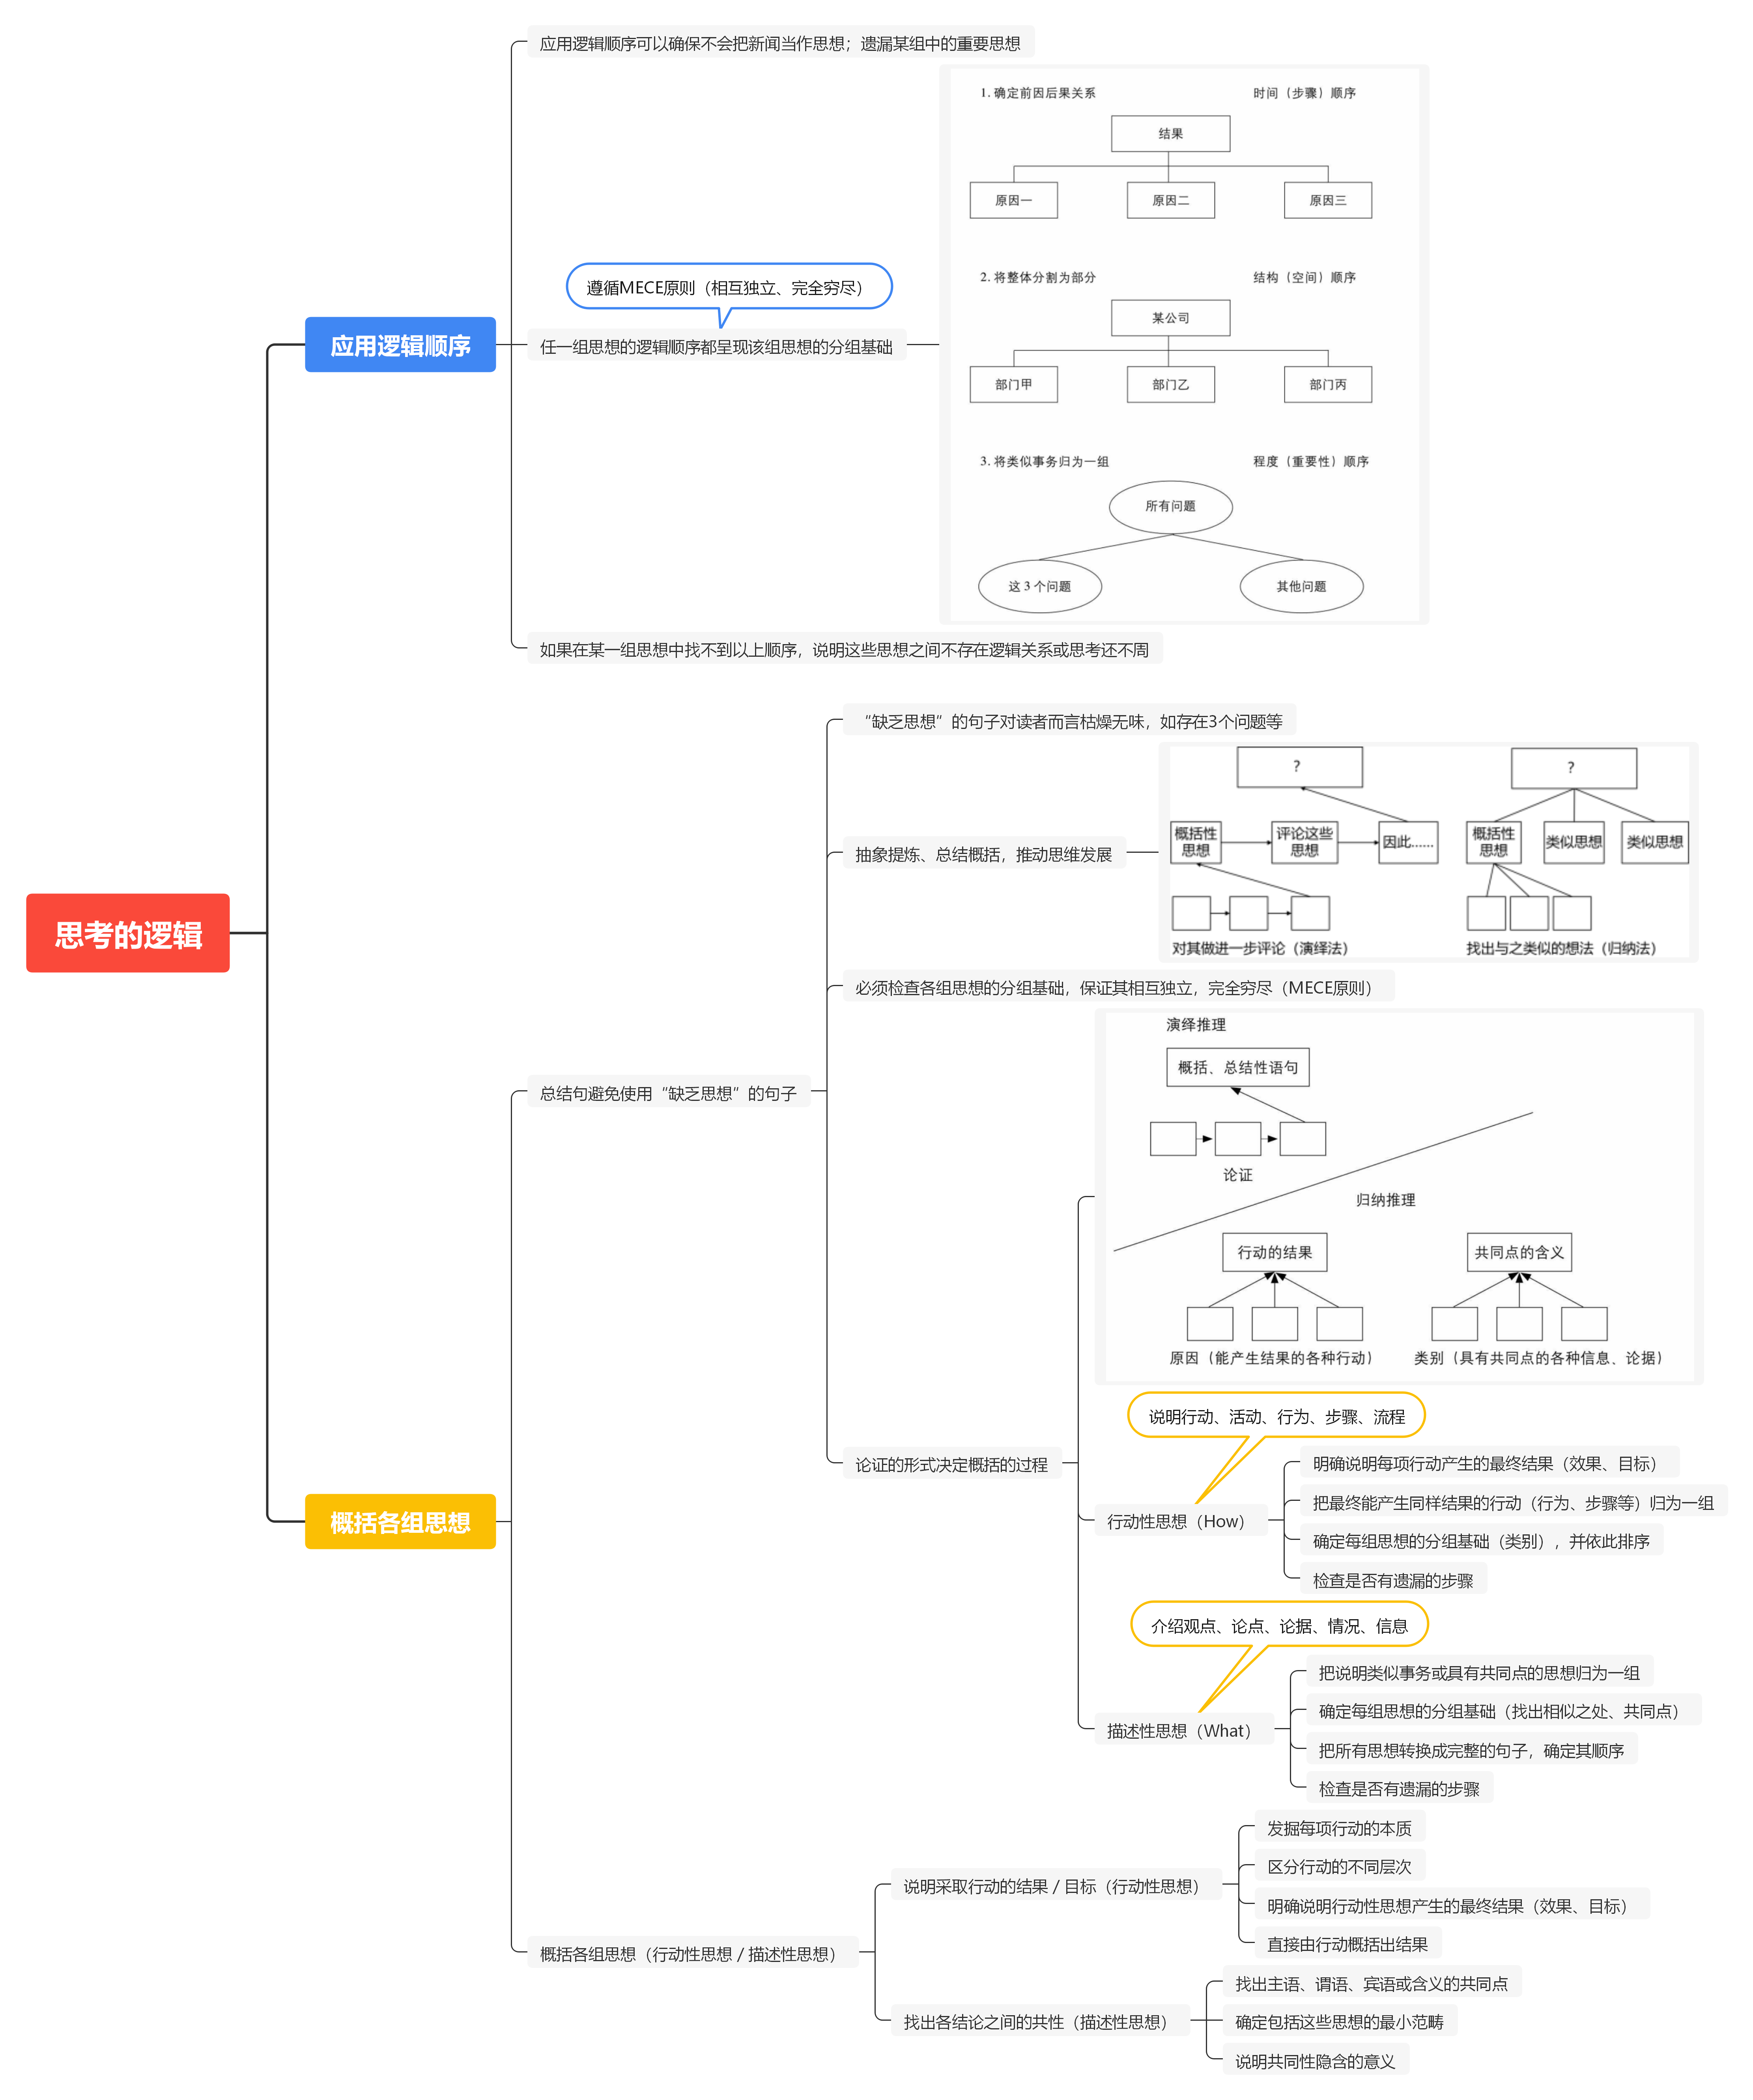 思考的逻辑
应用逻辑顺序
应用逻辑顺序可以确保不会把新闻当作思想；遗漏某组中的重要思想
遵循MECE原则（相互独立、完全穷尽）
任一组思想的逻辑顺序都呈现该组思想的分组基础
1. 确定前因后果关系
时间（步骤）顺序
结果
原因一
原因二
原因三
2. 将整体分割为部分
结构（空间）顺序
某公司
部门甲
部门乙
部门丙
3. 将类似事务归为一组
程度（重要性）顺序
所有问题
这 3 个问题
其他问题
如果在某一组思想中找不到以上顺序，说明这些思想之间不存在逻辑关系或思考还不周
概括各组思想
总结句避免使用“缺乏思想”的句子
“缺乏思想”的句子对读者而言枯燥无味，如存在3个问题等
抽象提炼、总结概括，推动思维发展
?
概括性
思想
评论这些
思想
因此……
对其做进一步评论（演绎法）
?
概括性
思想
类似思想
类似思想
找出与之类似的想法（归纳法）
必须检查各组思想的分组基础，保证其相互独立，完全穷尽（MECE原则）
论证的形式决定概括的过程
演绎推理
概括、总结性语句
论证
归纳推理
行动的结果
原因（能产生结果的各种行动）
共同点的含义
类别（具有共同点的各种信息、论据）
说明行动、活动、行为、步骤、流程
行动性思想（How）
明确说明每项行动产生的最终结果（效果、目标）
把最终能产生同样结果的行动（行为、步骤等）归为一组
确定每组思想的分组基础（类别），并依此排序
检查是否有遗漏的步骤
介绍观点、论点、论据、情况、信息
描述性思想（What）
把说明类似事务或具有共同点的思想归为一组
确定每组思想的分组基础（找出相似之处、共同点）
把所有思想转换成完整的句子，确定其顺序
检查是否有遗漏的步骤
概括各组思想（行动性思想 / 描述性思想）
说明采取行动的结果 / 目标（行动性思想）
发掘每项行动的本质
区分行动的不同层次
明确说明行动性思想产生的最终结果（效果、目标）
直接由行动概括出结果
找出各结论之间的共性（描述性思想）
找出主语、谓语、宾语或含义的共同点
确定包括这些思想的最小范畴
说明共同性隐含的意义